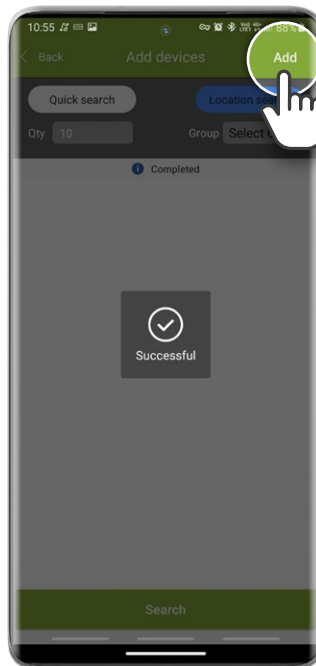 10:55
Back Add devices Add
Quick search Location sea
Qty 10 Group Select
Completed
Successful
Search